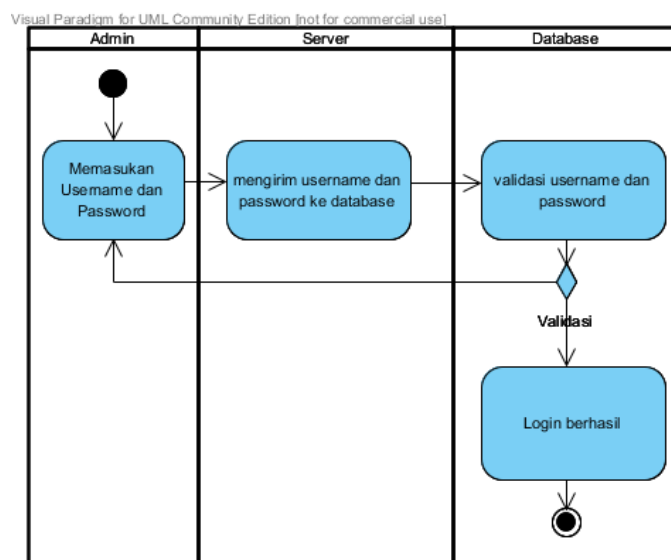 Visual Paradigm for UML Community Edition [not for commercial use]
Admin
Server
Database
Memasukan
Username dan
Password
mengirim username dan
password ke database
validasi username dan
password
Validasi
Login berhasil